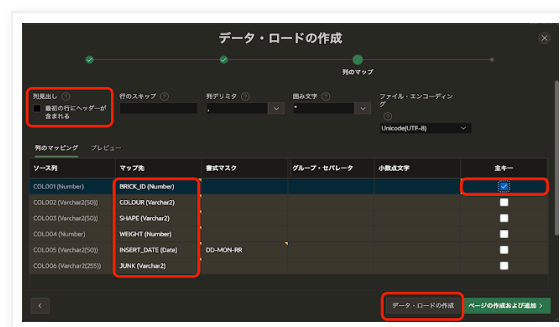 データ・ロードの作成
列のマップ
列見出し
最初の行にヘッダーが
含まれる
行のスキップ
列デリミタ
,
囲み文字
"
ファイル・エンコーディン
グ
Unicode(UTF-8)
列のマッピング プレビュー
ソース列 マップ先 書式マスク グループ・セパレータ 小数点文字 主キー
COL001 (Number) BRICK_ID (Number)
COL002 (Varchar2(50)) COLOUR (Varchar2)
COL003 (Varchar2(50)) SHAPE (Varchar2)
COL004 (Number) WEIGHT (Number)
COL005 (Varchar2(50)) INSERT_DATE (Date) DD-MON-RR
COL006 (Varchar2(255)) JUNK (Varchar2)
データ・ロードの作成 ページの作成および追加 >